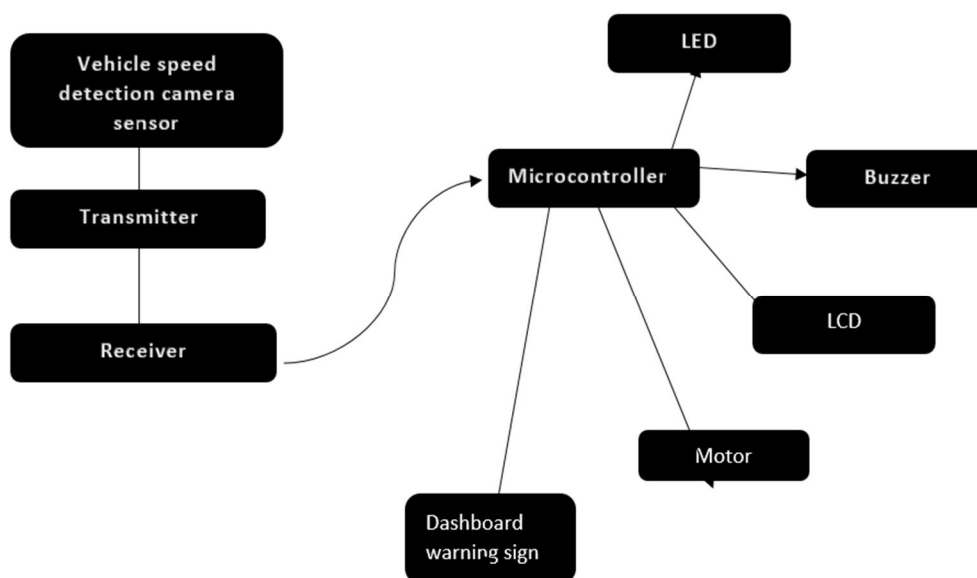 Vehicle speed
detection camera
sensor
Transmitter
Receiver
LED
Microcontroller
Buzzer
LCD
Motor
Dashboard
warning sign